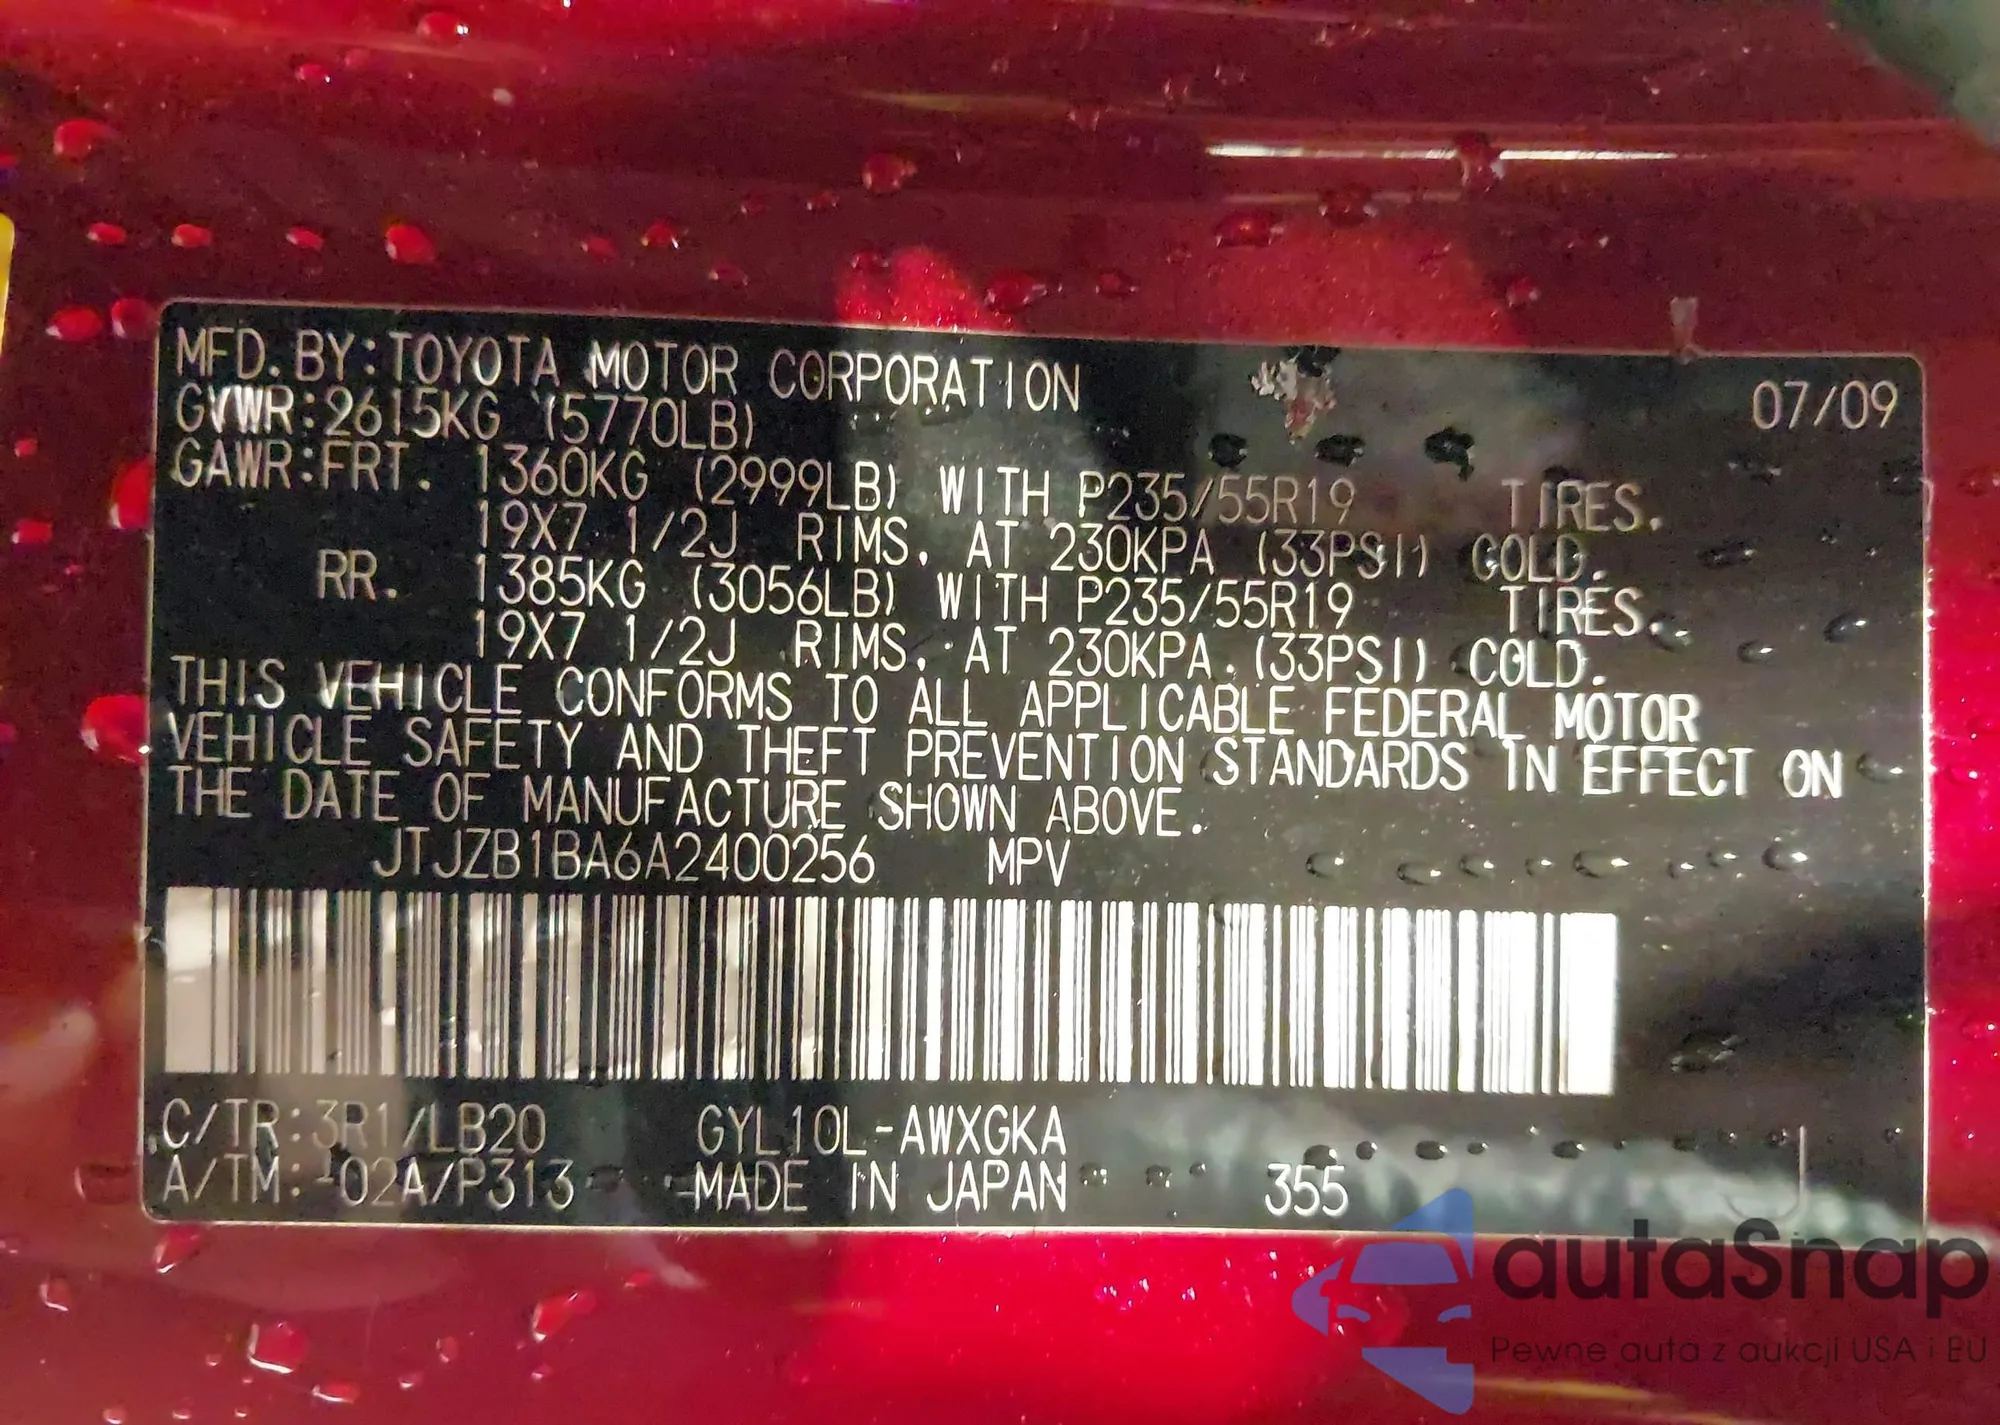 MFD. BY:TOYOTA MOTOR CORPORATION 07/09
GVWR:2615KG (5770LB)
GAWR:FRT. 1360KG (2999LB) WITH P235/55R19 TIRES.
19X7 1/2J RIMS, AT 230KPA (33PSI) COLD.
RR. 1385KG (3056LB) WITH P235/55R19 TIRES.
19X7 1/2J RIMS, AT 230KPA (33PSI) COLD.
THIS VEHICLE CONFORMS TO ALL APPLICABLE FEDERAL MOTOR
VEHICLE SAFETY AND THEFT PREVENTION STANDARDS IN EFFECT ON
THE DATE OF MANUFACTURE SHOWN ABOVE.
JTJZB1BA6A2400256 MPV
C/TR:3R1/LB20 GYL10L-AWXGKA
A/TM:-02A/P313 MADE IN JAPAN 355
autaSnap
Pewne auta z aukcji USA i EU